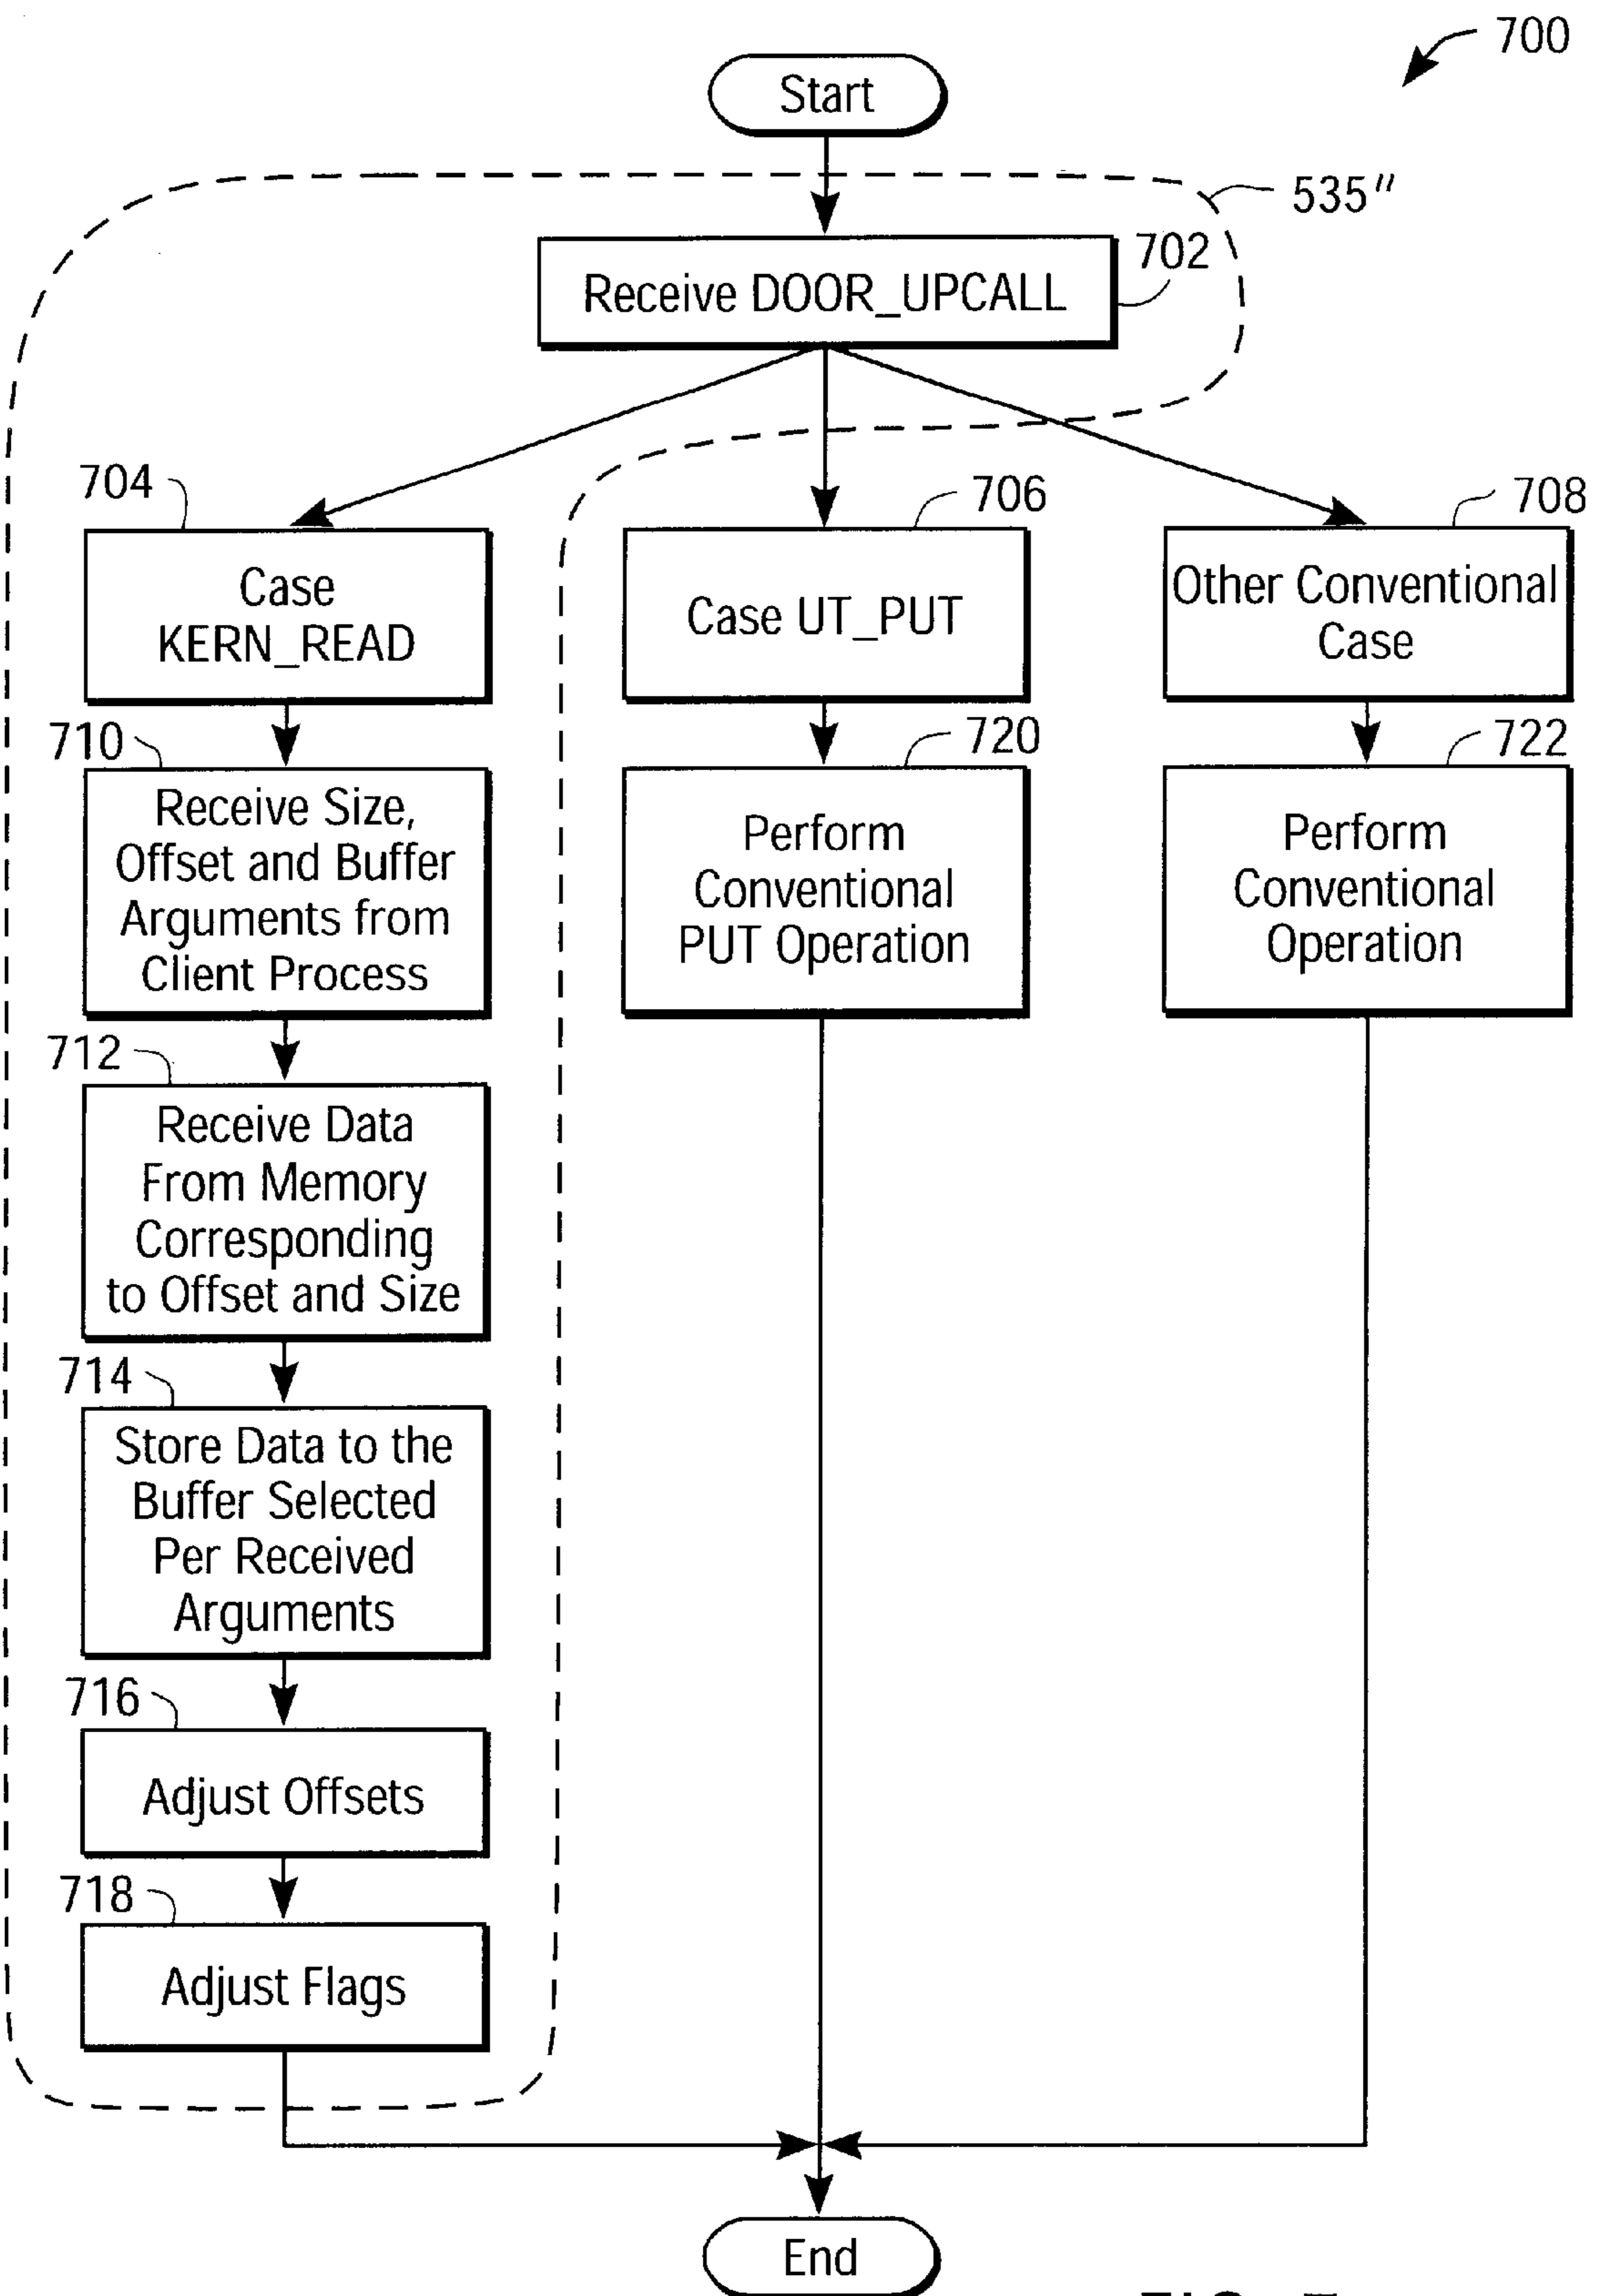 700
Start
535"
702
Receive DOOR_UPCALL
704
Case
KERN_READ
706
Case UT_PUT
708
Other Conventional
Case
710
Receive Size,
Offset and Buffer
Arguments from
Client Process
720
Perform
Conventional
PUT Operation
722
Perform
Conventional
Operation
712
Receive Data
From Memory
Corresponding
to Offset and Size
714
Store Data to the
Buffer Selected
Per Received
Arguments
716
Adjust Offsets
718
Adjust Flags
End